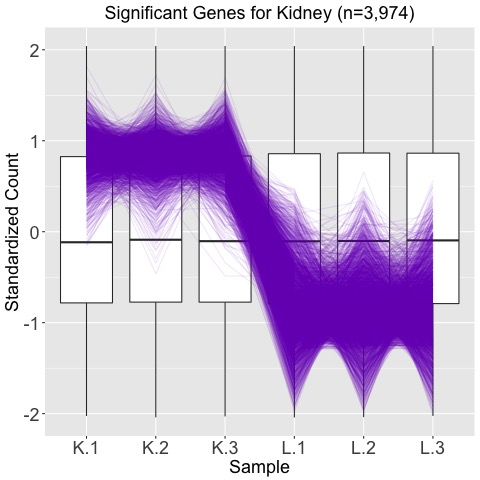 Significant Genes for Kidney (n=3,974)
Standardized Count
2
1
0
-1
-2
K.1 K.2 K.3 L.1 L.2 L.3
Sample